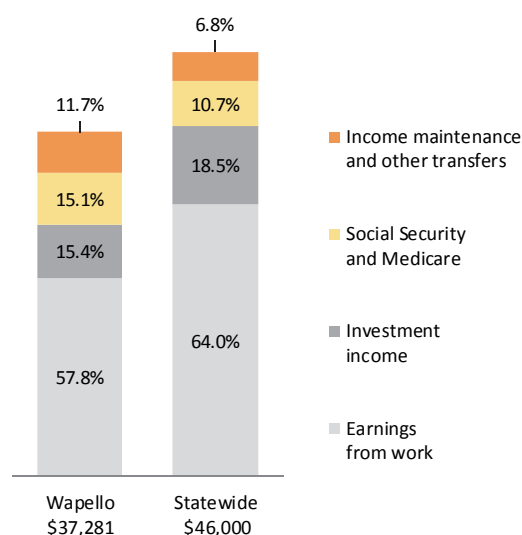 6.8%
11.7%
10.7%
18.5%
15.1%
15.4%
64.0%
57.8%
Income maintenance
and other transfers
Social Security
and Medicare
Investment
income
Earnings
from work
Wapello
$37,281
Statewide
$46,000